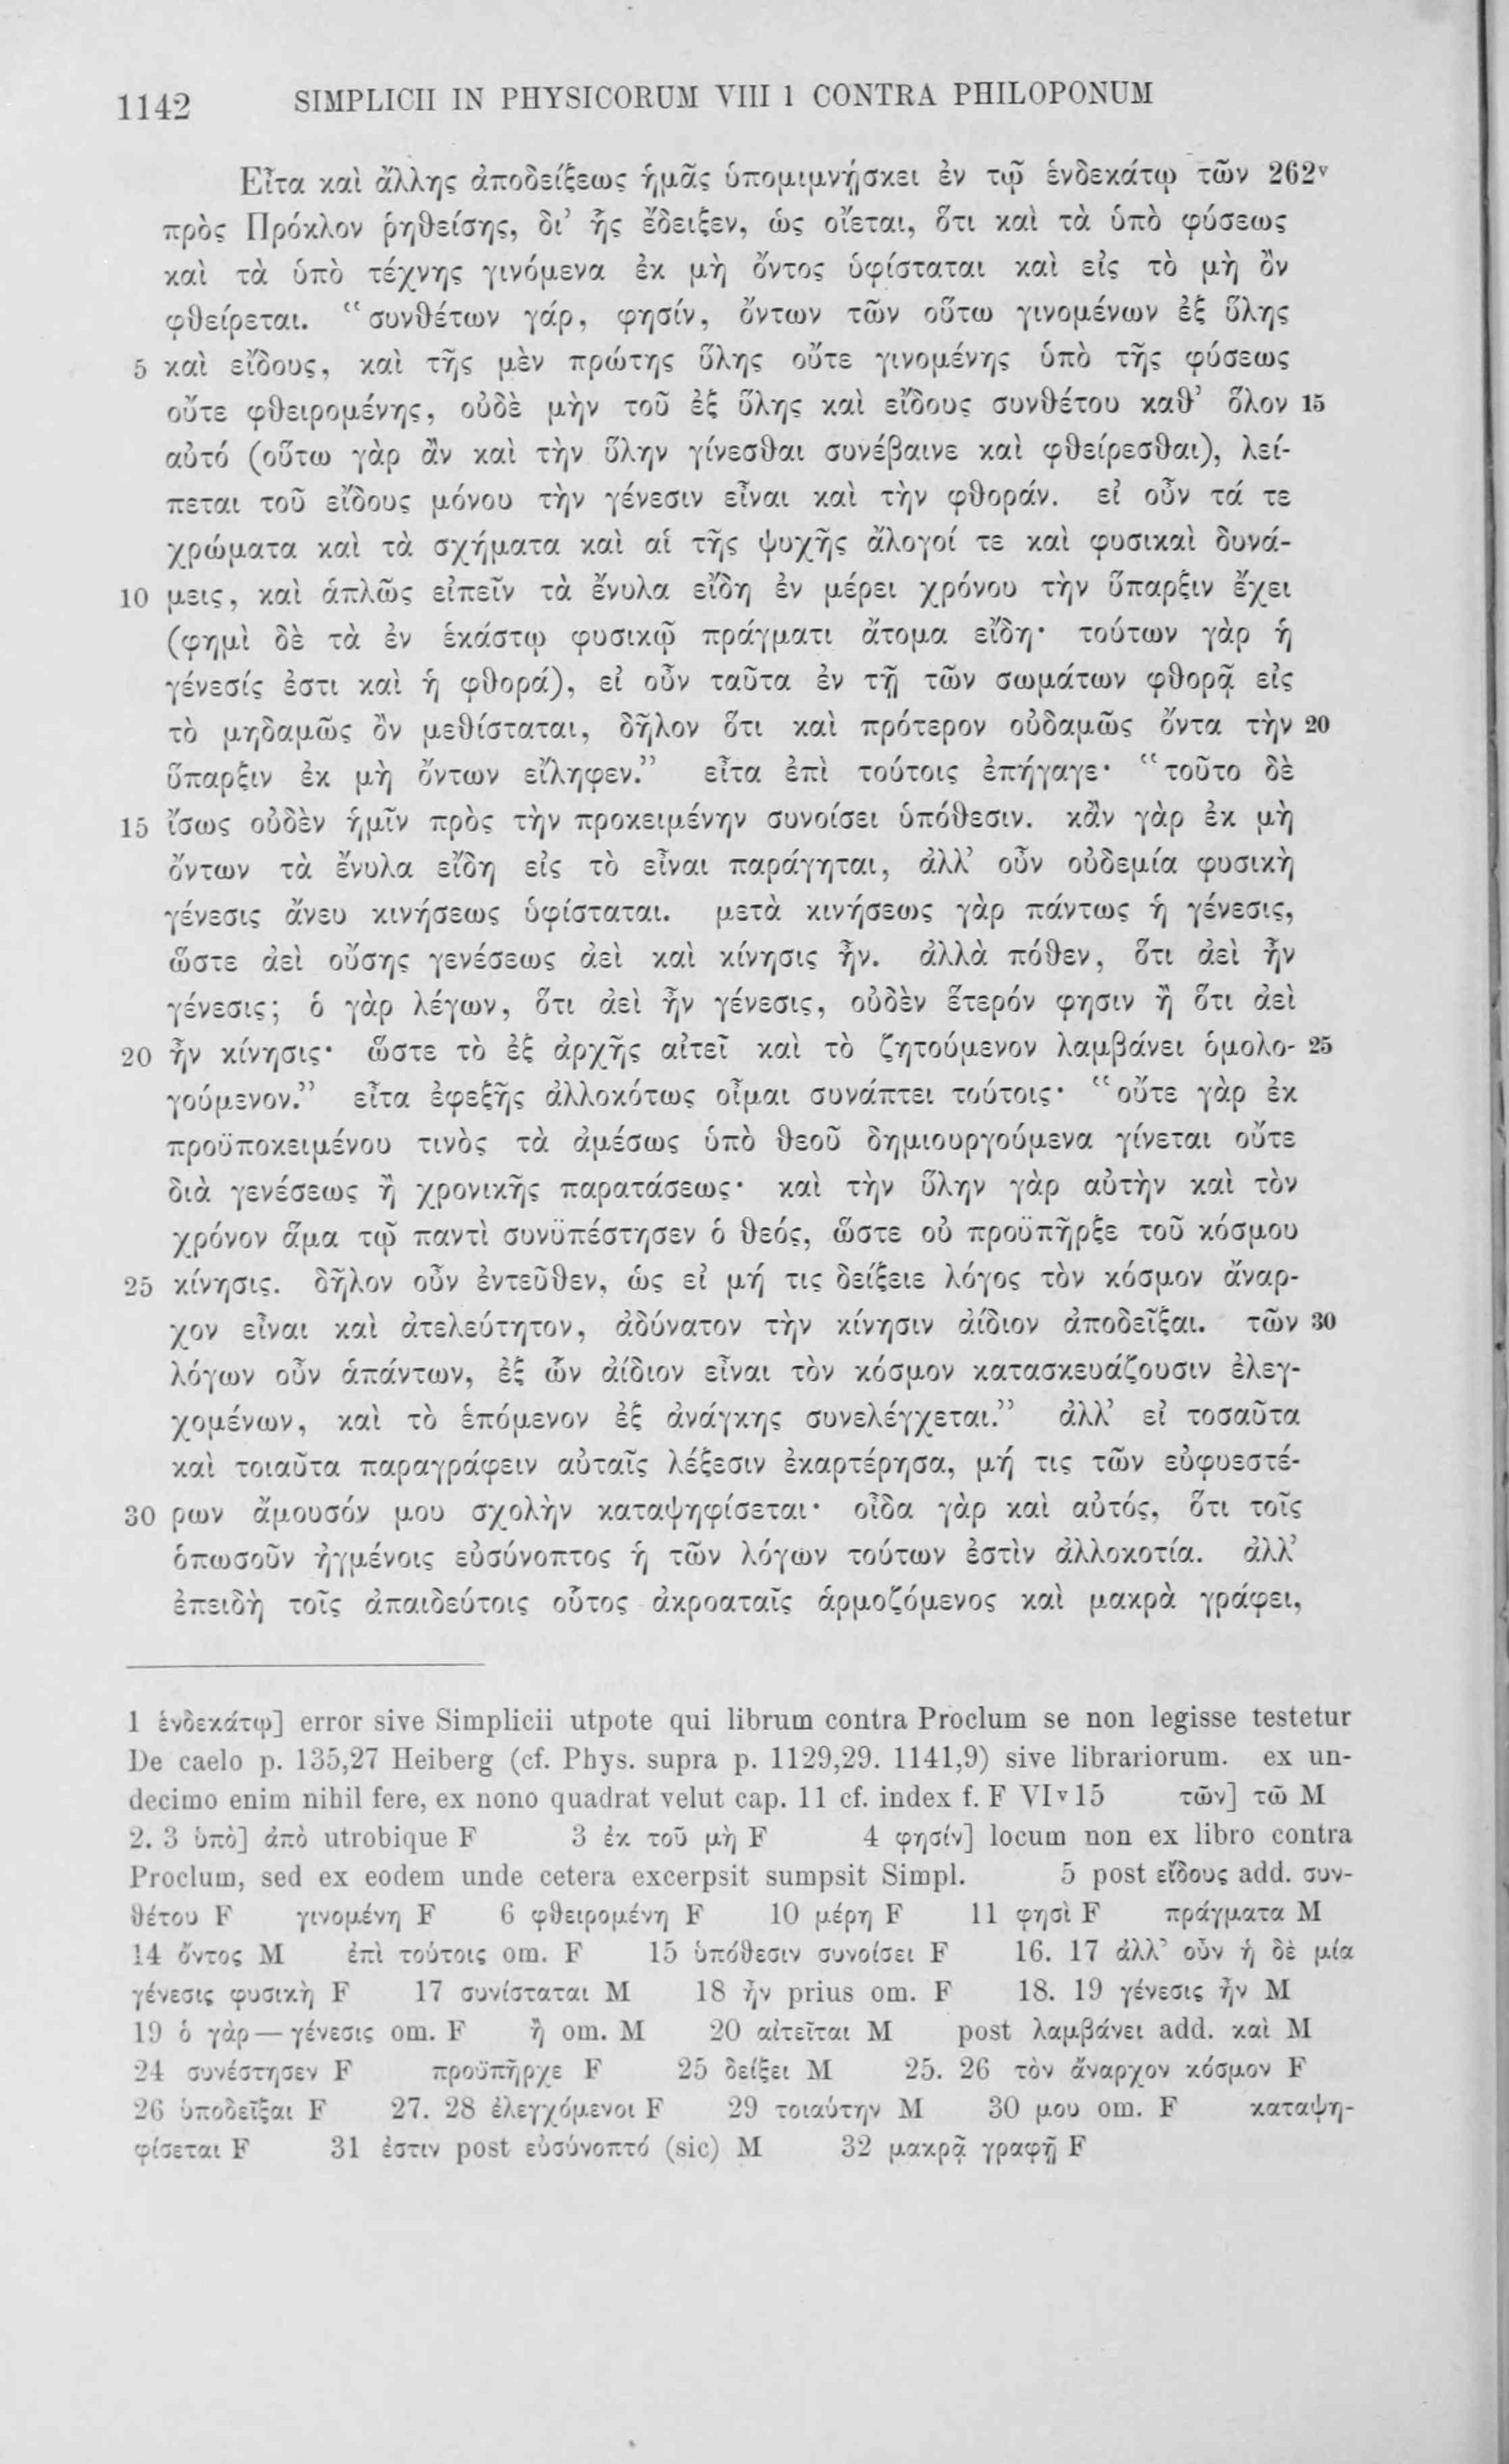 1142 SIMPLICII IN PHYSICORUM VIII 1 CONTRA PHILOPONUM
Εἶτα καὶ ἄλλης ἀποδείξεως ἡμᾶς ὑπομιμνήσκει ἐν τῷ ἑνδεκάτῳ τῶν 262v
πρὸς Πρόκλον ῥηθείσης, δι’ ἧς ἔδειξεν, ὡς οἴεται, ὅτι καὶ τὰ ὑπὸ φύσεως
καὶ τὰ ὑπὸ τέχνης γινόμενα ἐκ μὴ ὄντος ὑφίσταται καὶ εἰς τὸ μὴ ὂν
φθείρεται. “συνθέτων γάρ, φησίν, ὄντων τῶν οὕτω γινομένων ἐξ ὕλης
5 καὶ εἴδους, καὶ τῆς μὲν πρώτης ὕλης οὔτε γινομένης ὑπὸ τῆς φύσεως
οὔτε φθειρομένης, οὐδὲ μὴν τοῦ ἐξ ὕλης καὶ εἴδους συνθέτου καθ’ ὅλον 15
αὐτό (οὕτω γὰρ ἂν καὶ τὴν ὕλην γίνεσθαι συνέβαινε καὶ φθείρεσθαι), λεί-
πεται τοῦ εἴδους μόνου τὴν γένεσιν εἶναι καὶ τὴν φθοράν. εἰ οὖν τά τε
χρώματα καὶ τὰ σχήματα καὶ αἱ τῆς ψυχῆς ἄλογοί τε καὶ φυσικαὶ δυνά-
10 μεις, καὶ ἁπλῶς εἰπεῖν τὰ ἔνυλα εἴδη ἐν μέρει χρόνου τὴν ὕπαρξιν ἔχει
(φημὶ δὲ τὰ ἐν ἑκάστῳ φυσικῷ πράγματι ἄτομα εἴδη· τούτων γὰρ ἡ
γένεσίς ἐστι καὶ ἡ φθορά), εἰ οὖν ταῦτα ἐν τῇ τῶν σωμάτων φθορᾷ εἰς
τὸ μηδαμῶς ὂν μεθίσταται, δῆλον ὅτι καὶ πρότερον οὐδαμῶς ὄντα τὴν 20
ὕπαρξιν ἐκ μὴ ὄντων εἴληφεν.” εἶτα ἐπὶ τούτοις ἐπήγαγε· “τοῦτο δὲ
15 ἴσως οὐδὲν ἡμῖν πρὸς τὴν προκειμένην συνοίσει ὑπόθεσιν. κἂν γὰρ ἐκ μὴ
ὄντων τὰ ἔνυλα εἴδη εἰς τὸ εἶναι παράγηται, ἀλλ’ οὖν οὐδεμία φυσικὴ
γένεσις ἄνευ κινήσεως ὑφίσταται. μετὰ κινήσεως γὰρ πάντως ἡ γένεσις,
ὥστε ἀεὶ οὔσης γενέσεως ἀεὶ καὶ κίνησις ἦν. ἀλλὰ πόθεν, ὅτι ἀεὶ ἦν
γένεσις; ὁ γὰρ λέγων, ὅτι ἀεὶ ἦν γένεσις, οὐδὲν ἕτερόν φησιν ἢ ὅτι ἀεὶ
20 ἦν κίνησις· ὥστε τὸ ἐξ ἀρχῆς αἰτεῖ καὶ τὸ ζητούμενον λαμβάνει ὁμολο- 25
γούμενον.” εἶτα ἐφεξῆς ἀλλοκότως οἶμαι συνάπτει τούτοις· “οὔτε γὰρ ἐκ
προϋποκειμένου τινὸς τὰ ἀμέσως ὑπὸ θεοῦ δημιουργούμενα γίνεται οὔτε
διὰ γενέσεως ἢ χρονικῆς παρατάσεως· καὶ τὴν ὕλην γὰρ αὐτὴν καὶ τὸν
χρόνον ἅμα τῷ παντὶ συνϋπέστησεν ὁ θεός, ὥστε οὐ προϋπῆρξε τοῦ κόσμου
25 κίνησις. δῆλον οὖν ἐντεῦθεν, ὡς εἰ μή τις δείξειε λόγος τὸν κόσμον ἄναρ-
χον εἶναι καὶ ἀτελεύτητον, ἀδύνατον τὴν κίνησιν ἀίδιον ἀποδεῖξαι. τῶν 30
λόγων οὖν ἁπάντων, ἐξ ὧν ἀίδιον εἶναι τὸν κόσμον κατασκευάζουσιν ἐλεγ-
χομένων, καὶ τὸ ἑπόμενον ἐξ ἀνάγκης συνελέγχεται.” ἀλλ’ εἰ τοσαῦτα
καὶ τοιαῦτα παραγράφειν αὐταῖς λέξεσιν ἐκαρτέρησα, μή τις τῶν εὐφυεστέ-
30 ρων ἄμουσόν μου σχολὴν καταψηφίσεται· οἶδα γὰρ καὶ αὐτός, ὅτι τοῖς
ὁπωσοῦν ἠγμένοις εὐσύνοπτος ἡ τῶν λόγων τούτων ἐστὶν ἀλλοκοτία. ἀλλ’
ἐπειδὴ τοῖς ἀπαιδεύτοις οὗτος ἀκροαταῖς ἁρμοζόμενος καὶ μακρὰ γράφει,
1 ἑνδεκάτῳ] error sive Simplicii utpote qui librum contra Proclum se non legisse testetur
De caelo p. 135,27 Heiberg (cf. Phys. supra p. 1129,29. 1141,9) sive librariorum. ex un-
decimo enim nihil fere, ex nono quadrat velut cap. 11 cf. index f. F VIv15 τῶν] τῶ M
2. 3 ὑπὸ] ἀπὸ utrobique F 3 ἐκ τοῦ μὴ F 4 φησίν] locum non ex libro contra
Proclum, sed ex eodem unde cetera excerpsit sumpsit Simpl. 5 post εἴδους add. συν-
θέτου F γινομένη F 6 φθειρομένη F 10 μέρη F 11 φησὶ F πράγματα M
14 ὄντος M ἐπὶ τούτοις om. F 15 ὑπόθεσιν συνοίσει F 16. 17 ἀλλ’ οὖν ἡ δὲ μία
γένεσις φυσικὴ F 17 συνίσταται M 18 ἦν prius om. F 18. 19 γένεσις ἦν M
19 ὁ γὰρ — γένεσις om. F ἢ om. M 20 αἰτεῖται M post λαμβάνει add. καὶ M
24 συνέστησεν F προϋπῆρχε F 25 δείξει M 25. 26 τὸν ἄναρχον κόσμον F
26 ὑποδεῖξαι F 27. 28 ἐλεγχόμενοι F 29 τοιαύτην M 30 μου om. F καταψη-
φίσεται F 31 ἐστιν post εὐσύνοπτό (sic) M 32 μακρᾷ γραφῇ F